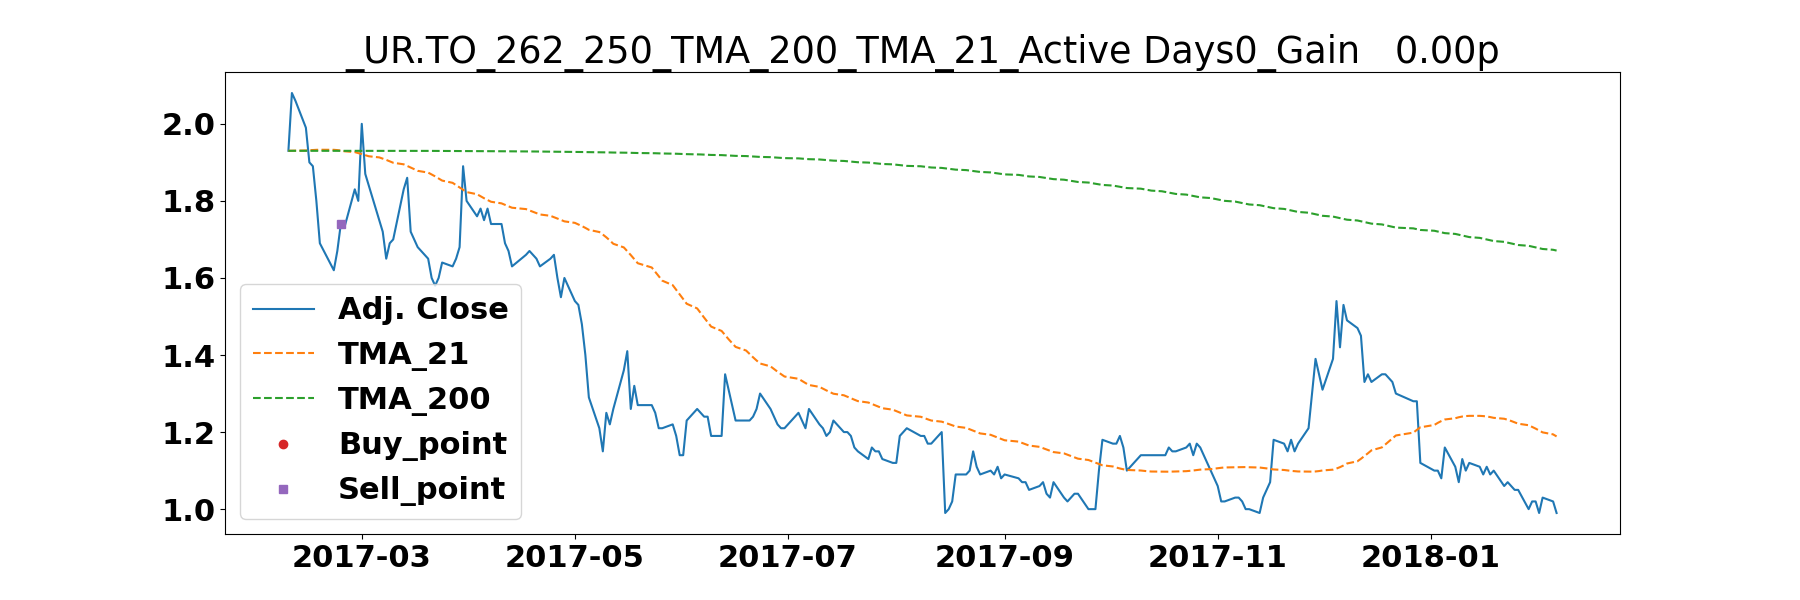 _UR.TO_262_250_TMA_200_TMA_21_Active Days0_Gain   0.00p
2.0
1.8
1.6
1.4
1.2
1.0
Adj. Close
TMA_21
TMA_200
Buy_point
Sell_point
2017-03 2017-05 2017-07 2017-09 2017-11 2018-01